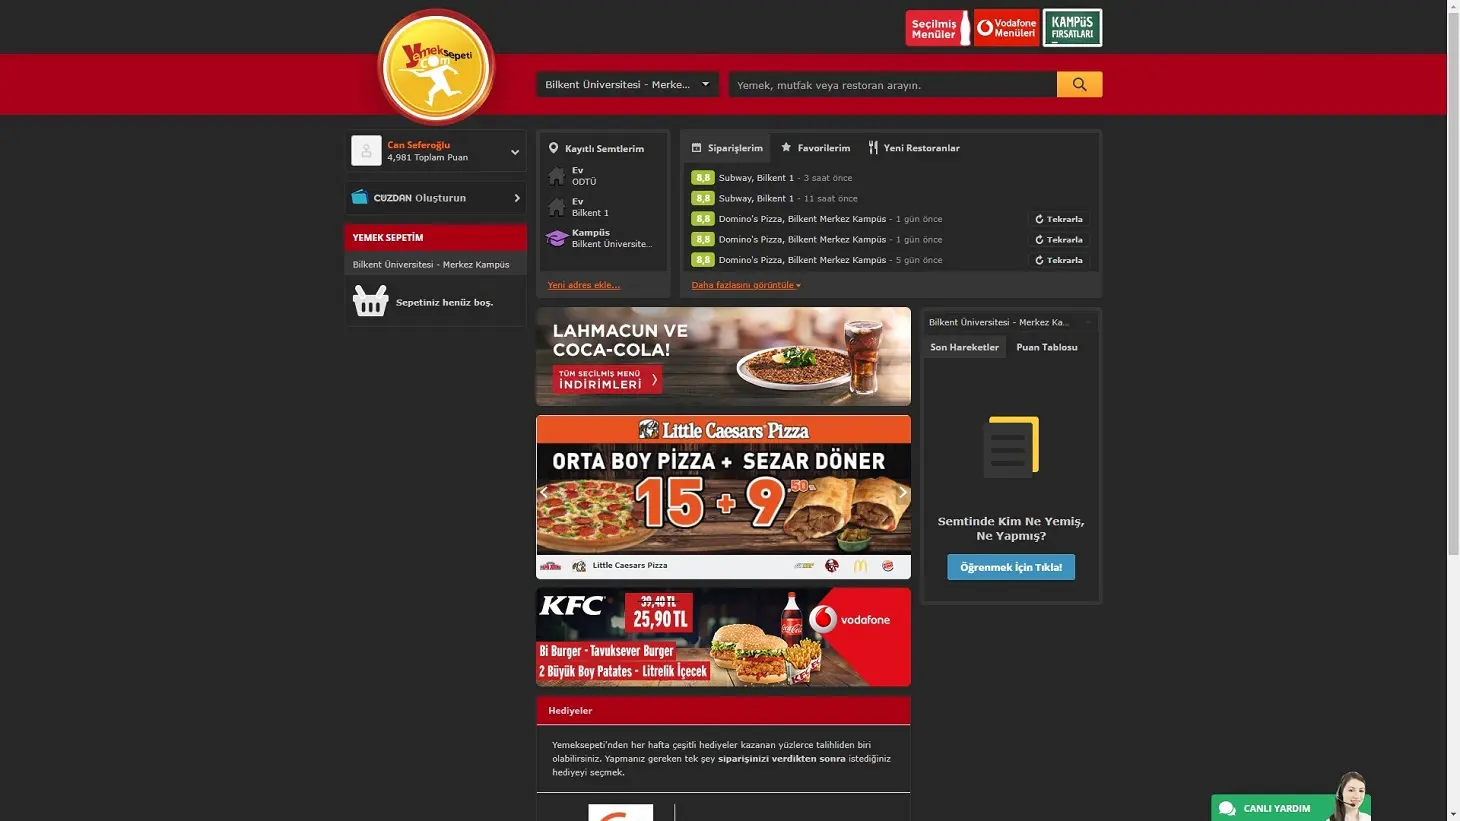 Seçilmiş
Menüler
Vodafone
Menüleri
KAMPüS
FIRSATLARI
Yemeksepeti
com
Bilkent Üniversitesi - Merke...
Yemek, mutfak veya restoran arayın.
Can Seferoğlu
4,981 Toplam Puan
CÜZDAN Oluşturun
YEMEK SEPETİM
Bilkent Üniversitesi - Merkez Kampüs
Sepetiniz henüz boş.
Kayıtlı Semtlerim
Ev
ODTÜ
Ev
Bilkent 1
Kampüs
Bilkent Üniversite...
Yeni adres ekle...
Siparişlerim
Favorilerim
Yeni Restoranlar
8,8 Subway, Bilkent 1 - 3 saat önce
8,8 Subway, Bilkent 1 - 11 saat önce
8,8 Domino's Pizza, Bilkent Merkez Kampüs - 1 gün önce Tekrarla
8,8 Domino's Pizza, Bilkent Merkez Kampüs - 1 gün önce Tekrarla
8,8 Domino's Pizza, Bilkent Merkez Kampüs - 5 gün önce Tekrarla
Daha fazlasını görüntüle
LAHMACUN VE
COCA-COLA!
TÜM SEÇİLMİŞ MENÜ
İNDİRİMLERİ
Little Caesars Pizza
ORTA BOY PİZZA + SEZAR DÖNER
15 + 9,50 TL
Little Caesars Pizza
KFC
39,40 TL
25,90 TL
Bi Burger - Tavuksever Burger
2 Büyük Boy Patates - Litrelik İçecek
Coca-Cola
vodafone
Bilkent Üniversitesi - Merkez Ka...
Son Hareketler
Puan Tablosu
Semtinde Kim Ne Yemiş,
Ne Yapmış?
Öğrenmek İçin Tıkla!
Hediyeler
Yemeksepeti'nden her hafta çeşitli hediyeler kazanan yüzlerce talihliden biri
olabilirsiniz. Yapmanız gereken tek şey siparişinizi verdikten sonra istediğiniz
hediyeyi seçmek.
CANLI YARDIM